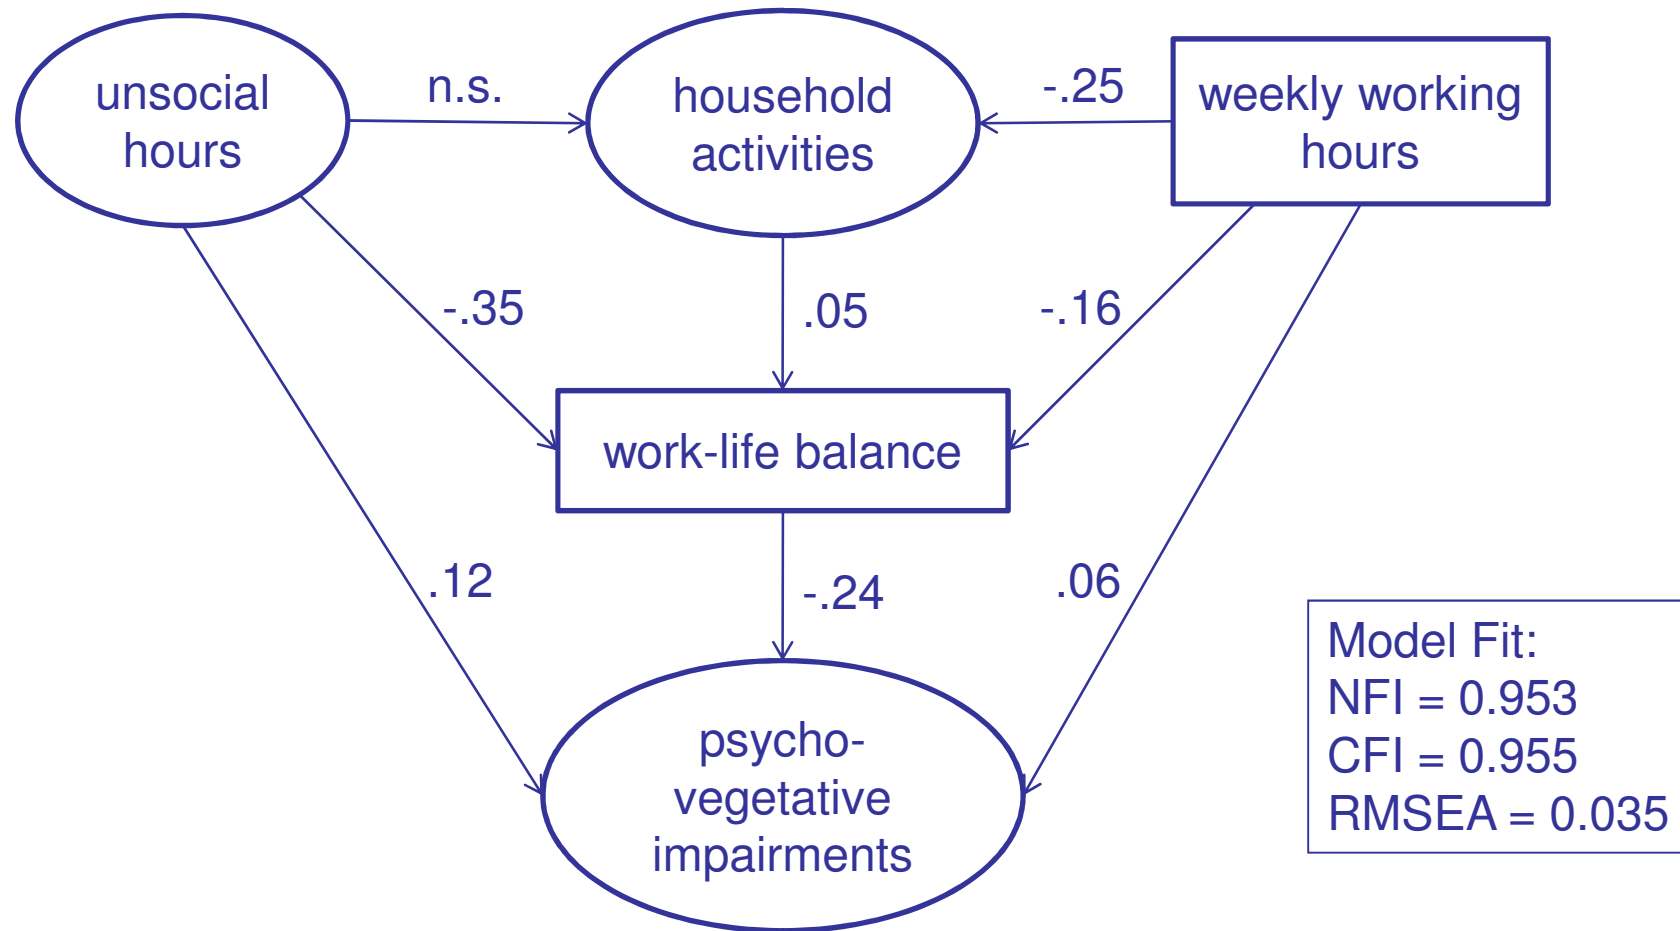 unsocial
hours
n.s.
household
activities
-.25
weekly working
hours
-.35
.05
-.16
work-life balance
.12
-.24
.06
psycho-
vegetative
impairments
Model Fit:
NFI = 0.953
CFI = 0.955
RMSEA = 0.035